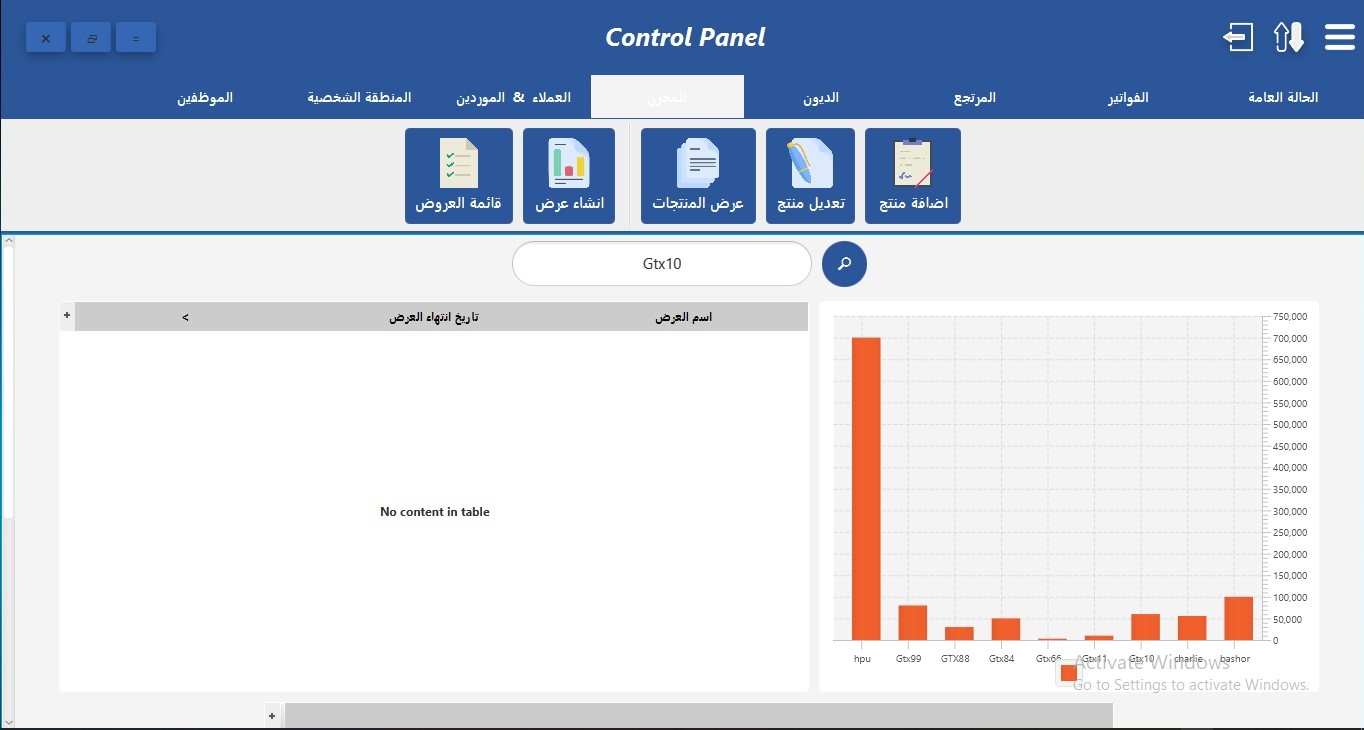 Control Panel
الحالة العامة
الفواتير
المرتجع
الديون
المخزن
العملاء & الموردين
المنطقة الشخصية
الموظفين
اضافة منتج
تعديل منتج
عرض المنتجات
انشاء عرض
قائمة العروض
Gtx10
اسم العرض
تاريخ انتهاء العرض
<
+
No content in table
750,000
700,000
650,000
600,000
550,000
500,000
450,000
400,000
350,000
300,000
250,000
200,000
150,000
100,000
50,000
0
hpu Gtx99 GTX88 Gtx84 Gtx66 Gtx11 Gtx10 charlie bashor
Activate Windows
Go to Settings to activate Windows.
+